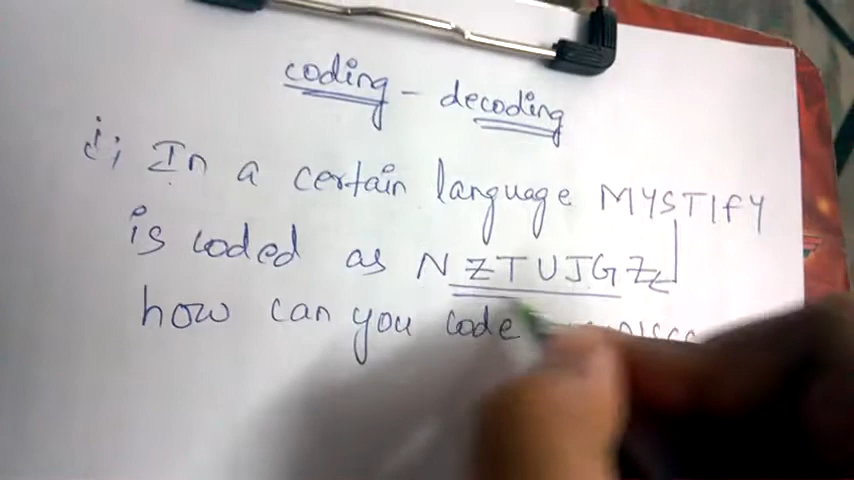 coding - decoding
i; In a certain language MYSTIFY
is coded as NZTUJGZ
how can you code